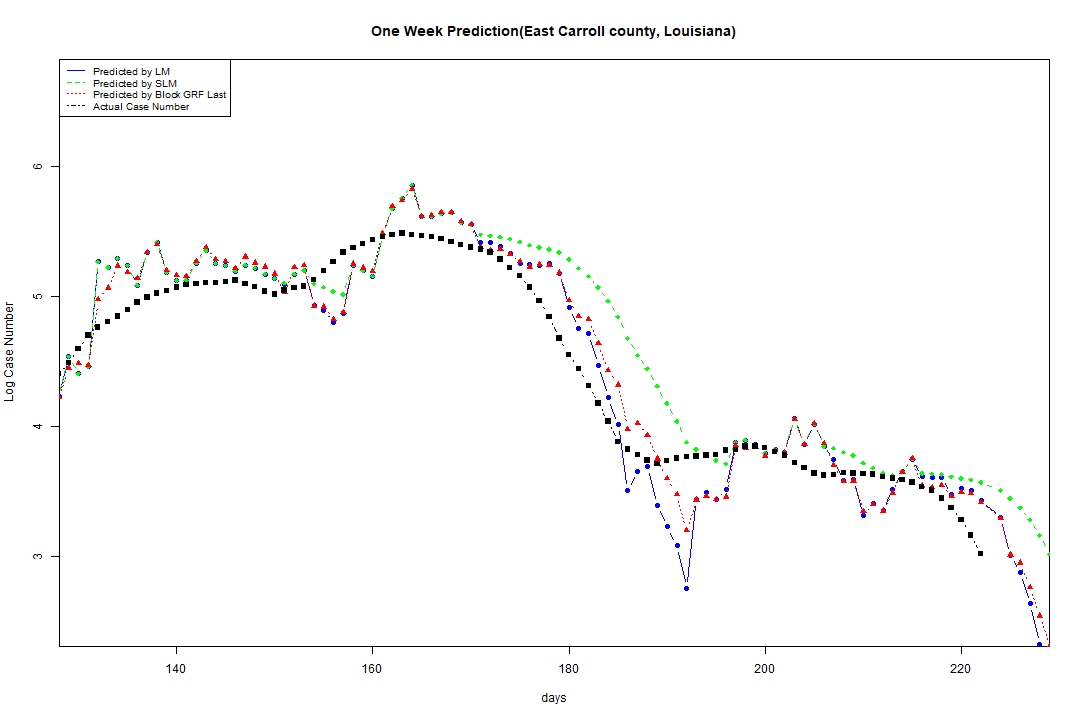 One Week Prediction(East Carroll county, Louisiana)
Predicted by LM
Predicted by SLM
Predicted by Block GRF Last
Actual Case Number
Log Case Number
6
5
4
3
140 160 180 200 220
days